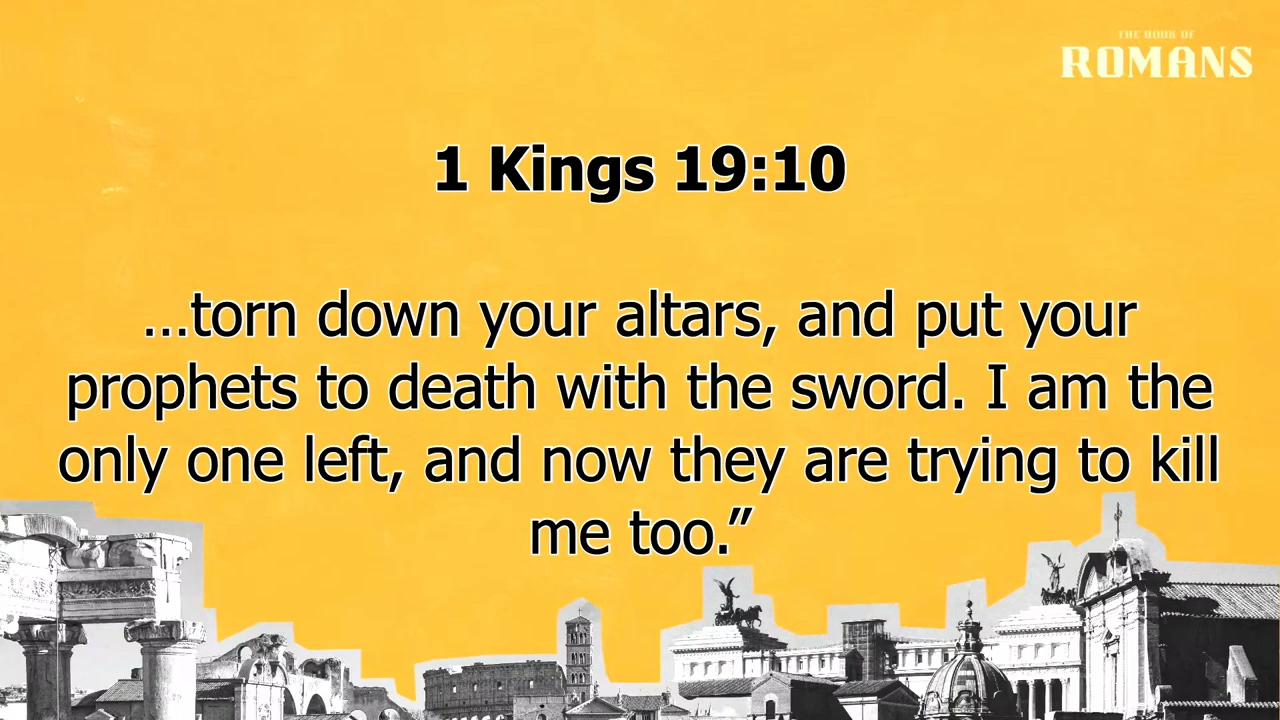 THE BOOK OF
ROMANS
1 Kings 19:10
...torn down your altars, and put your
prophets to death with the sword. I am the
only one left, and now they are trying to kill
me too.”